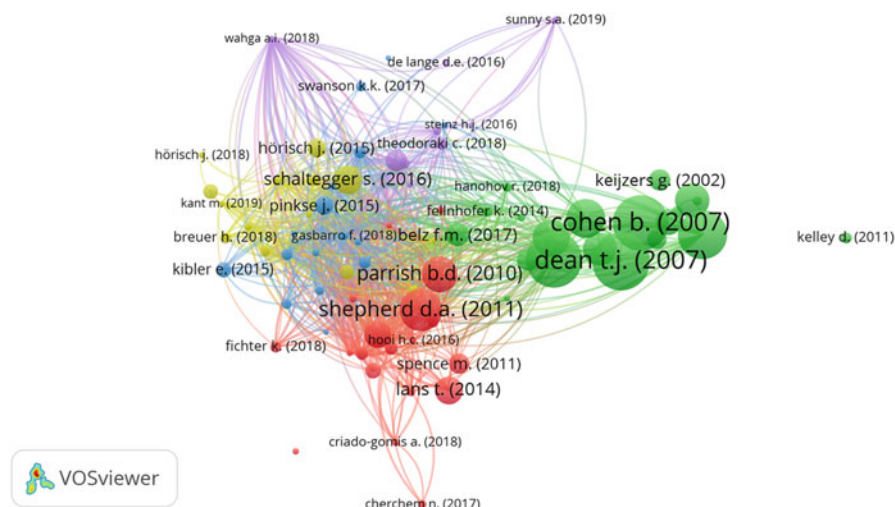 sunny s.a. (2019)
wahga a.i. (2018)
de lange d.e. (2016)
swanson k.k. (2017)
steinz h.j. (2016)
theodoraki c. (2018)
hörisch j. (2015)
hörisch j. (2018)
schaltegger s. (2016)
hanohov r. (2018)
keijzers g. (2002)
kant m. (2019)
pinkse j. (2015)
fellnhofer k. (2014)
cohen b. (2007)
breuer h. (2018)
gasbarro f. (2018)
belz f.m. (2017)
kelley d. (2011)
kibler e. (2015)
parrish b.d. (2010)
dean t.j. (2007)
shepherd d.a. (2011)
fichter k. (2018)
hooi h.c. (2016)
spence m. (2011)
lans t. (2014)
criado-gomis a. (2018)
cherchem n. (2017)
VOSviewer